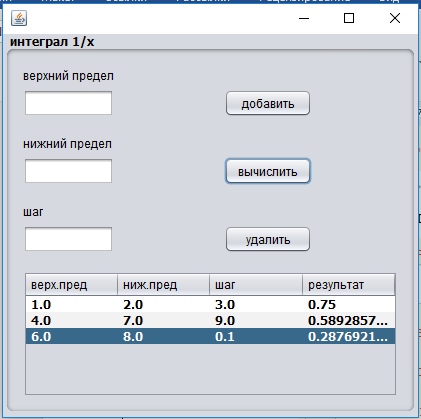 интеграл 1/x
верхний предел
добавить
нижний предел
вычислить
шаг
удалить
верх.пред ниж.пред шаг результат
1.0 2.0 3.0 0.75
4.0 7.0 9.0 0.5892857...
6.0 8.0 0.1 0.2876921...